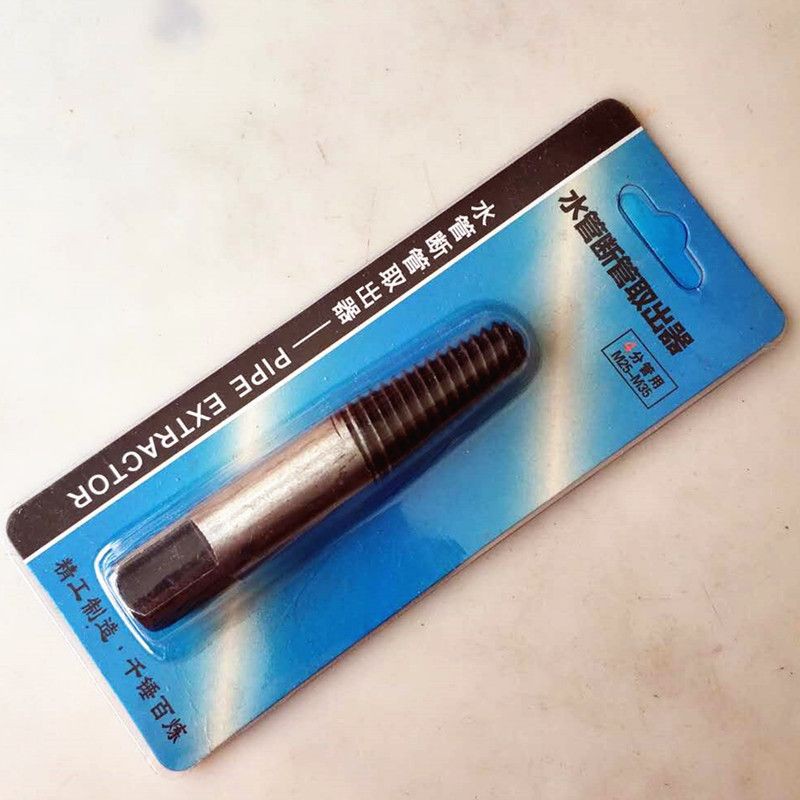 水管断管取出器
4分管用
M25-M35
水管断管取出器—PIPE EXTRACTOR
精工制造·千锤百炼